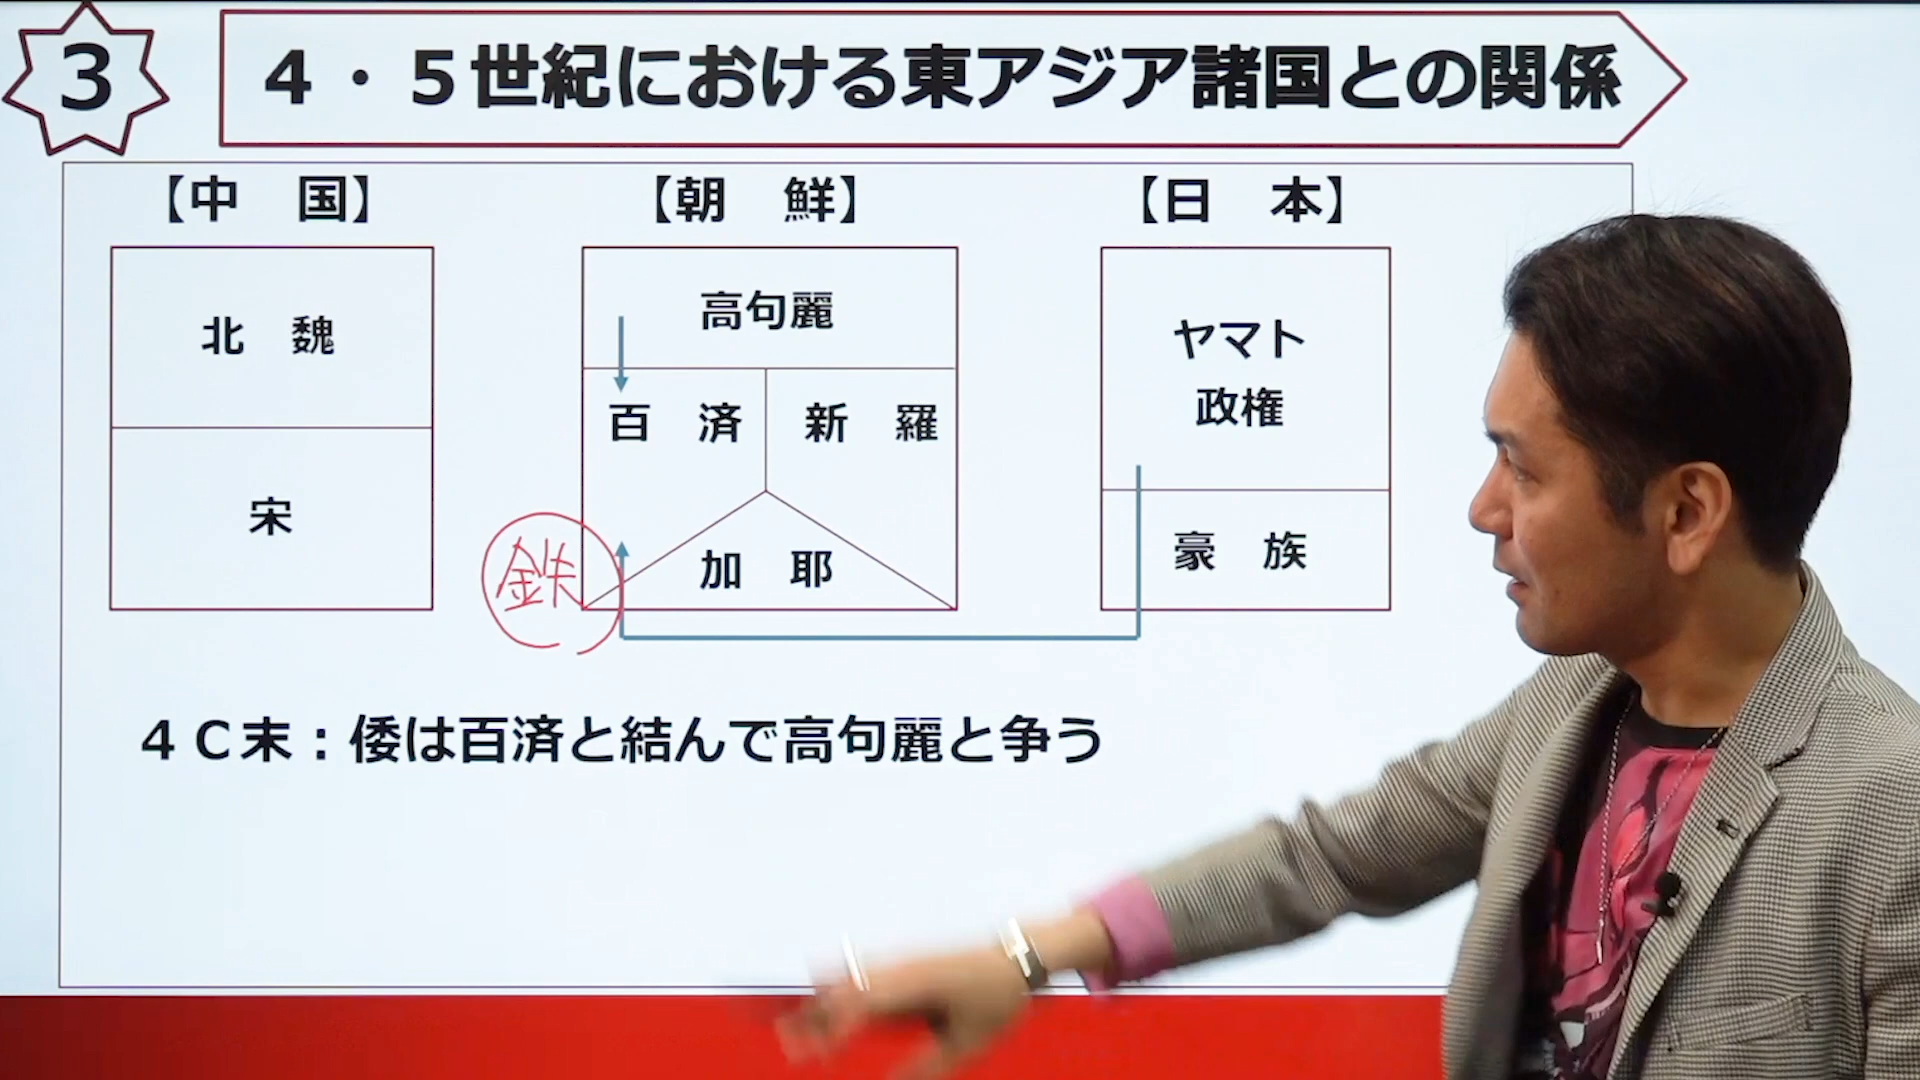 3
４・５世紀における東アジア諸国との関係
【中　国】
【朝　鮮】
【日　本】
北　魏
宋
高句麗
百　済
新　羅
加　耶
鉄
ヤマト
政権
豪　族
４Ｃ末：倭は百済と結んで高句麗と争う